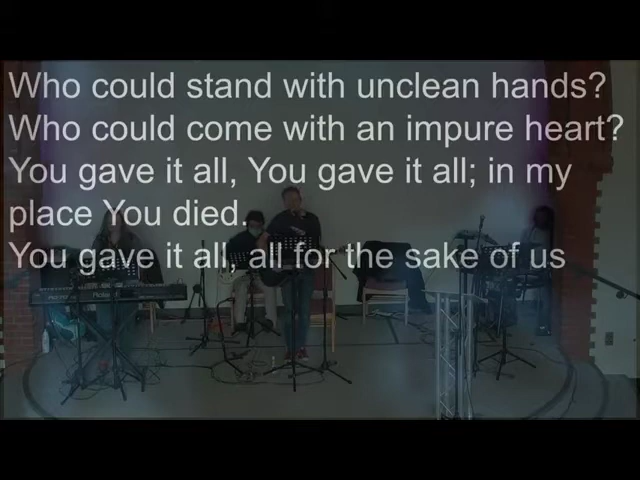 Who could stand with unclean hands?
Who could come with an impure heart?
You gave it all, You gave it all; in my
place You died.
You gave it all, all for the sake of us
Roland